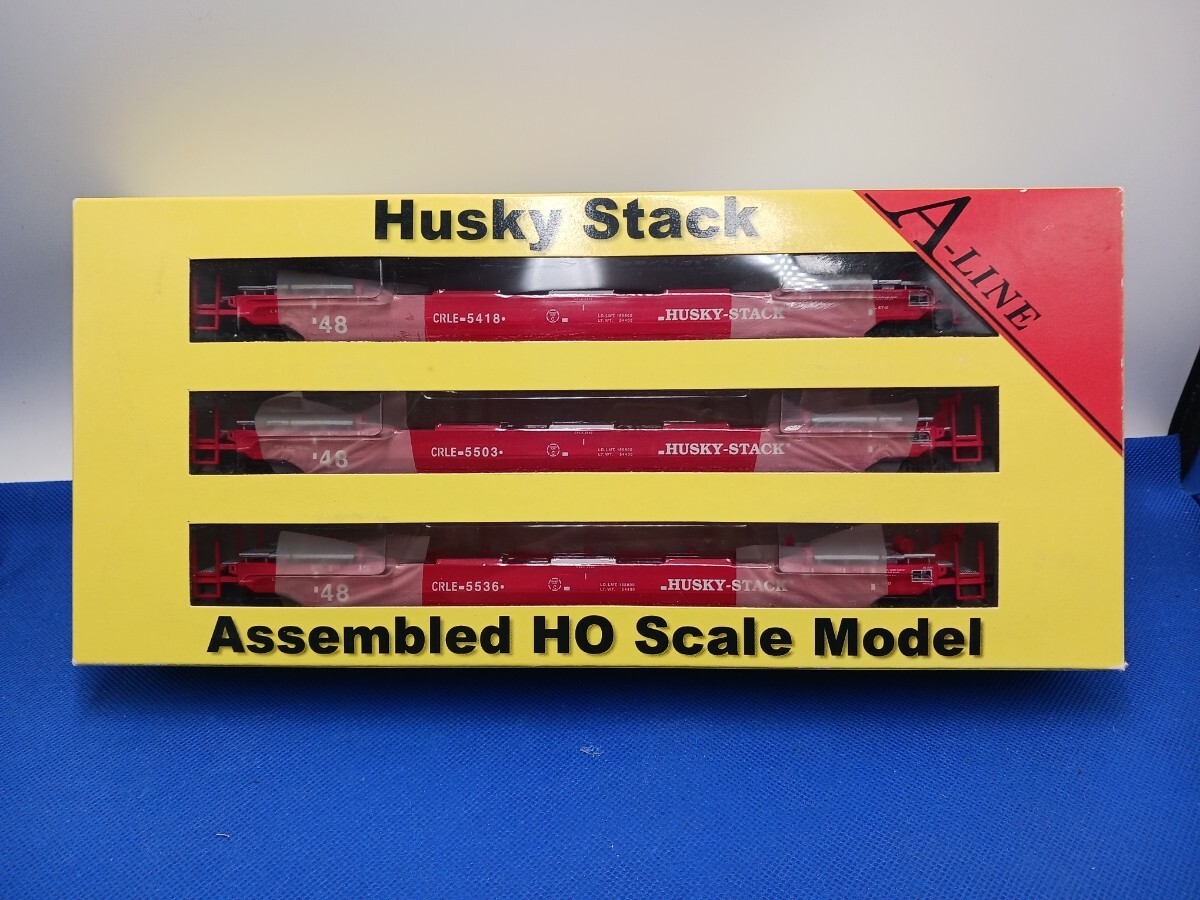 Husky Stack
A-LINE
48
CRLE 5418
HUSKY-STACK
48
CRLE 5503
HUSKY-STACK
48
CRLE 5536
HUSKY-STACK
Assembled HO Scale Model